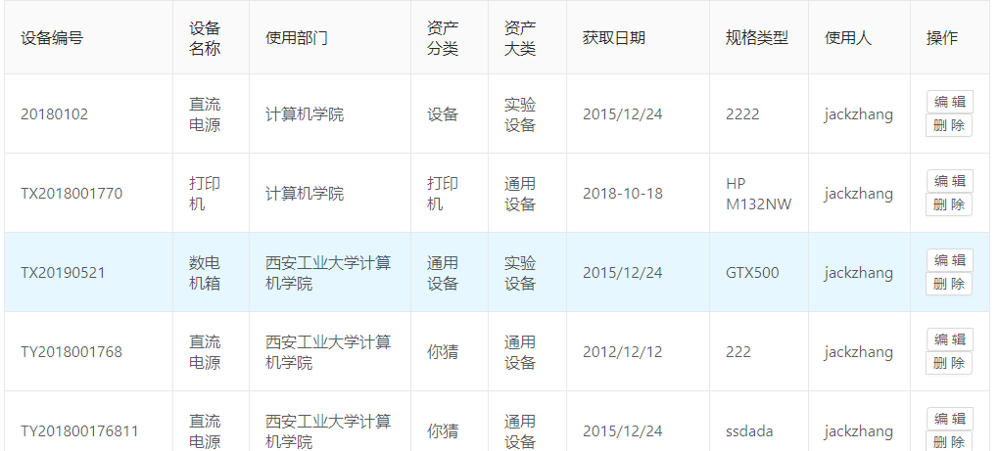 设备编号
设备
名称
使用部门
资产
分类
资产
大类
获取日期
规格类型
使用人
操作
20180102
直流
电源
计算机学院
设备
实验
设备
2015/12/24
2222
jackzhang
编 辑
删 除
TX2018001770
打印
机
计算机学院
打印
机
通用
设备
2018-10-18
HP
M132NW
jackzhang
编 辑
删 除
TX20190521
数电
机箱
西安工业大学计算
机学院
通用
设备
实验
设备
2015/12/24
GTX500
jackzhang
编 辑
删 除
TY2018001768
直流
电源
西安工业大学计算
机学院
你猜
通用
设备
2012/12/12
222
jackzhang
编 辑
删 除
TY201800176811
直流
电源
西安工业大学计算
机学院
你猜
通用
设备
2015/12/24
ssdada
jackzhang
编 辑
删 除